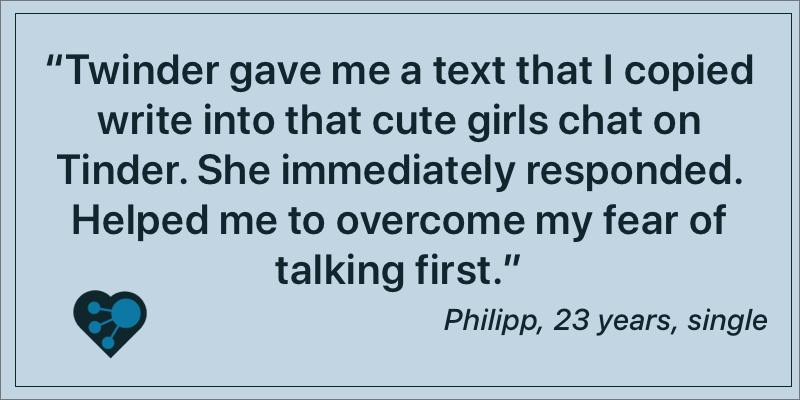 “Twinder gave me a text that I copied
write into that cute girls chat on
Tinder. She immediately responded.
Helped me to overcome my fear of
talking first.”
Philipp, 23 years, single